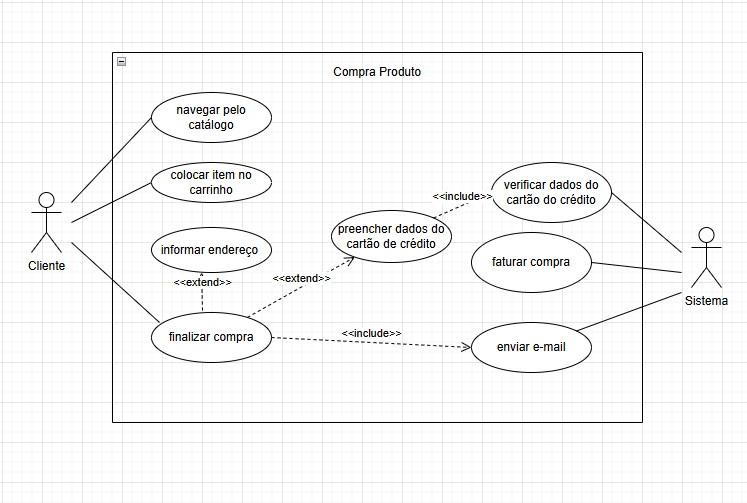 Compra Produto
navegar pelo
catálogo
colocar item no
carrinho
<<include>>
verificar dados do
cartão do crédito
preencher dados do
cartão de crédito
informar endereço
faturar compra
Cliente
<<extend>>
<<extend>>
Sistema
finalizar compra
<<include>>
enviar e-mail